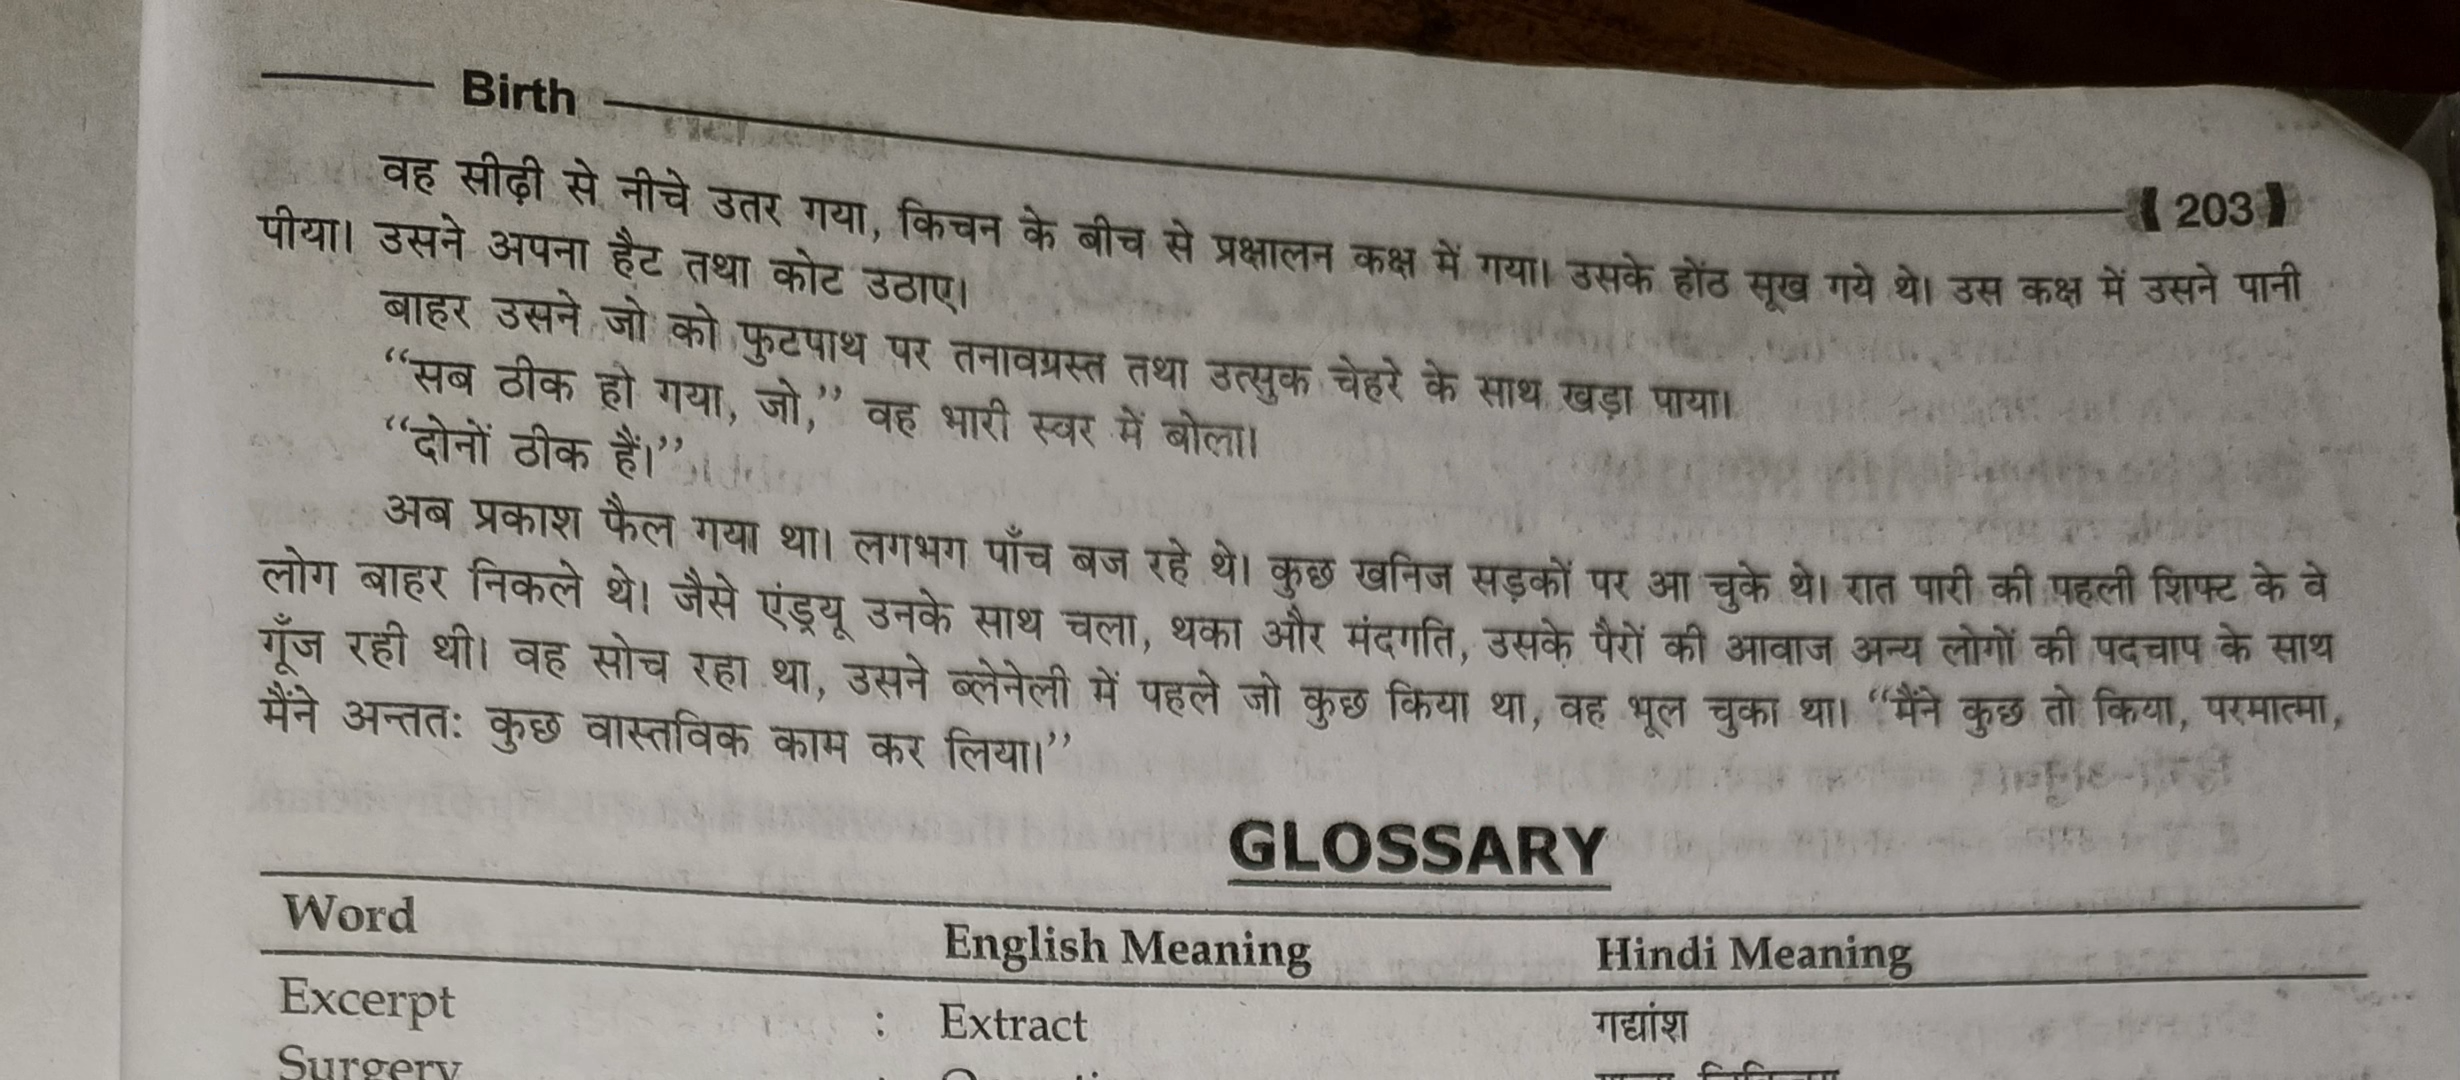 Birth
【203】
वह सीढ़ी से नीचे उतर गया, किचन के बीच से प्रक्षालन कक्ष में गया। उसके होंठ सूख गये थे। उस कक्ष में उसने पानी
पीया। उसने अपना हैट तथा कोट उठाए।
बाहर उसने जो को फुटपाथ पर तनावग्रस्त तथा उत्सुक चेहरे के साथ खड़ा पाया।
“सब ठीक हो गया, जो,” वह भारी स्वर में बोला।
“दोनों ठीक हैं।”
अब प्रकाश फैल गया था। लगभग पाँच बज रहे थे। कुछ खनिज सड़कों पर आ चुके थे। रात पारी की पहली शिफ्ट के वे
लोग बाहर निकले थे। जैसे एंड्रयू उनके साथ चला, थका और मंदगति, उसके पैरों की आवाज अन्य लोगों की पदचाप के साथ
गूँज रही थी। वह सोच रहा था, उसने ब्लेनेली में पहले जो कुछ किया था, वह भूल चुका था। “मैंने कुछ तो किया, परमात्मा,
मैंने अन्ततः कुछ वास्तविक काम कर लिया।”
GLOSSARY
Word English Meaning Hindi Meaning
Excerpt : Extract गद्यांश
Surgery